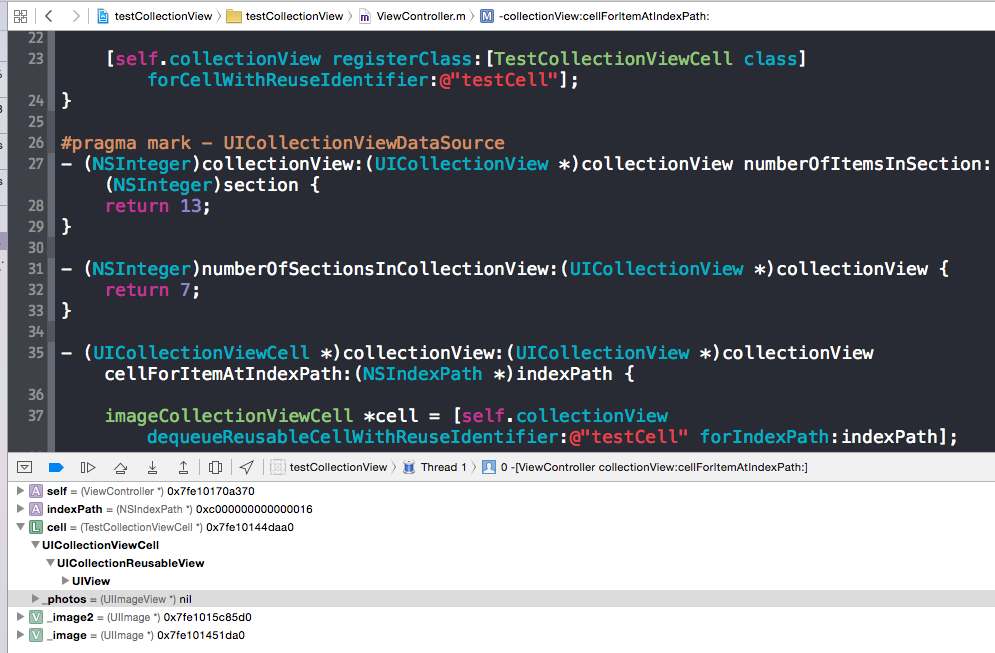 testCollectionView testCollectionView ViewController.m M -collectionView:cellForItemAtIndexPath:
22
23 [self.collectionView registerClass:[TestCollectionViewCell class]
forCellWithReuseIdentifier:@"testCell"];
24 }
25
26 #pragma mark - UICollectionViewDataSource
27 - (NSInteger)collectionView:(UICollectionView *)collectionView numberOfItemsInSection:
(NSInteger)section {
28 return 13;
29 }
30
31 - (NSInteger)numberOfSectionsInCollectionView:(UICollectionView *)collectionView {
32 return 7;
33 }
34
35 - (UICollectionViewCell *)collectionView:(UICollectionView *)collectionView
cellForItemAtIndexPath:(NSIndexPath *)indexPath {
36
37 imageCollectionViewCell *cell = [self.collectionView
dequeueReusableCellWithReuseIdentifier:@"testCell" forIndexPath:indexPath];
testCollectionView Thread 1 0 -[ViewController collectionView:cellForItemAtIndexPath:]
A self = (ViewController *) 0x7fe10170a370
A indexPath = (NSIndexPath *) 0xc000000000000016
L cell = (TestCollectionViewCell *) 0x7fe10144daa0
UICollectionViewCell
UICollectionReusableView
UIView
_photos = (UIImageView *) nil
V _image2 = (UIImage *) 0x7fe1015c85d0
V _image = (UIImage *) 0x7fe101451da0